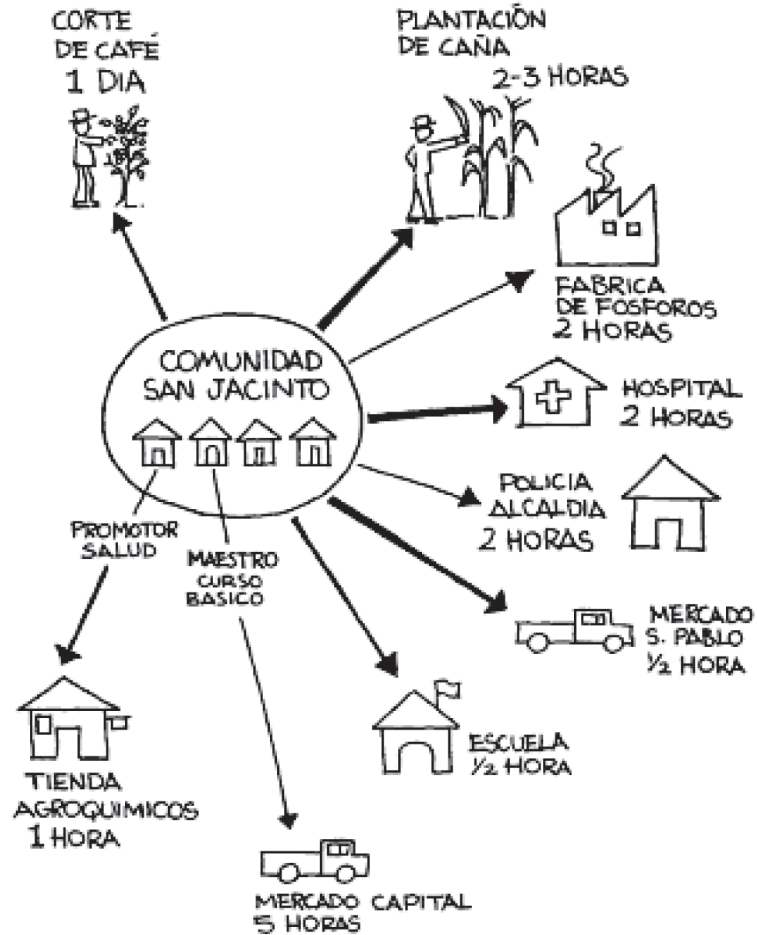 CORTE
DE CAFÉ
1 DIA
PLANTACIÓN
DE CAÑA
2-3 HORAS
FABRICA
DE FOSFOROS
2 HORAS
COMUNIDAD
SAN JACINTO
HOSPITAL
2 HORAS
POLICIA
ALCALDIA
2 HORAS
PROMOTOR
SALUD
MAESTRO
CURSO
BASICO
MERCADO
S. PABLO
½ HORA
ESCUELA
½ HORA
TIENDA
AGROQUIMICOS
1 HORA
MERCADO CAPITAL
5 HORAS